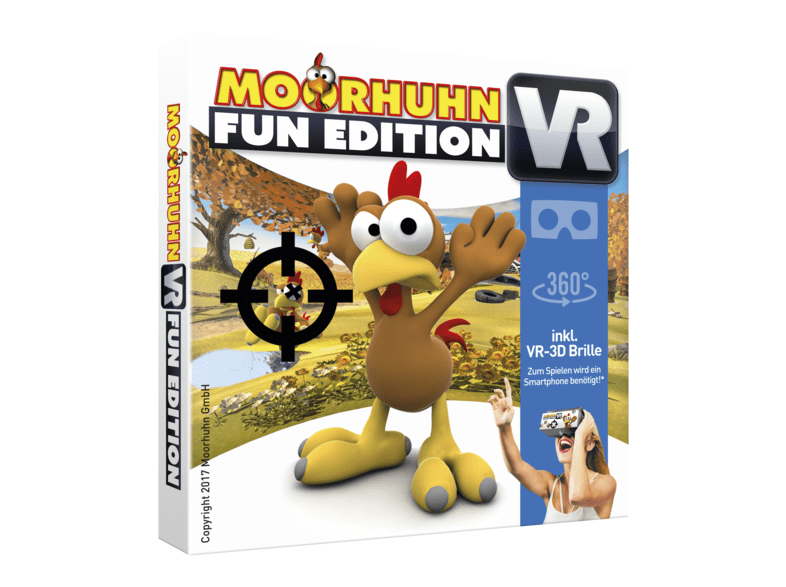 MOORHUHN
FUN EDITION
VR
360°
inkl.
VR-3D Brille
Zum Spielen wird ein
Smartphone benötigt!*
Copyright 2017 Moorhuhn GmbH
MOORHUHN VR FUN EDITION